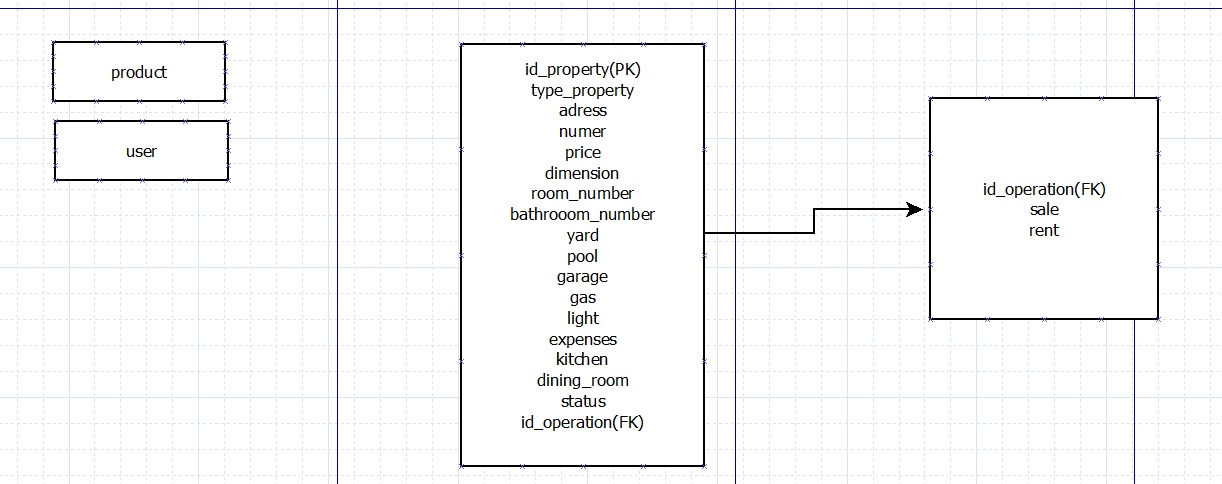 product
user
id_property(PK)
type_property
adress
numer
price
dimension
room_number
bathrooom_number
yard
pool
garage
gas
light
expenses
kitchen
dining_room
status
id_operation(FK)
id_operation(FK)
sale
rent